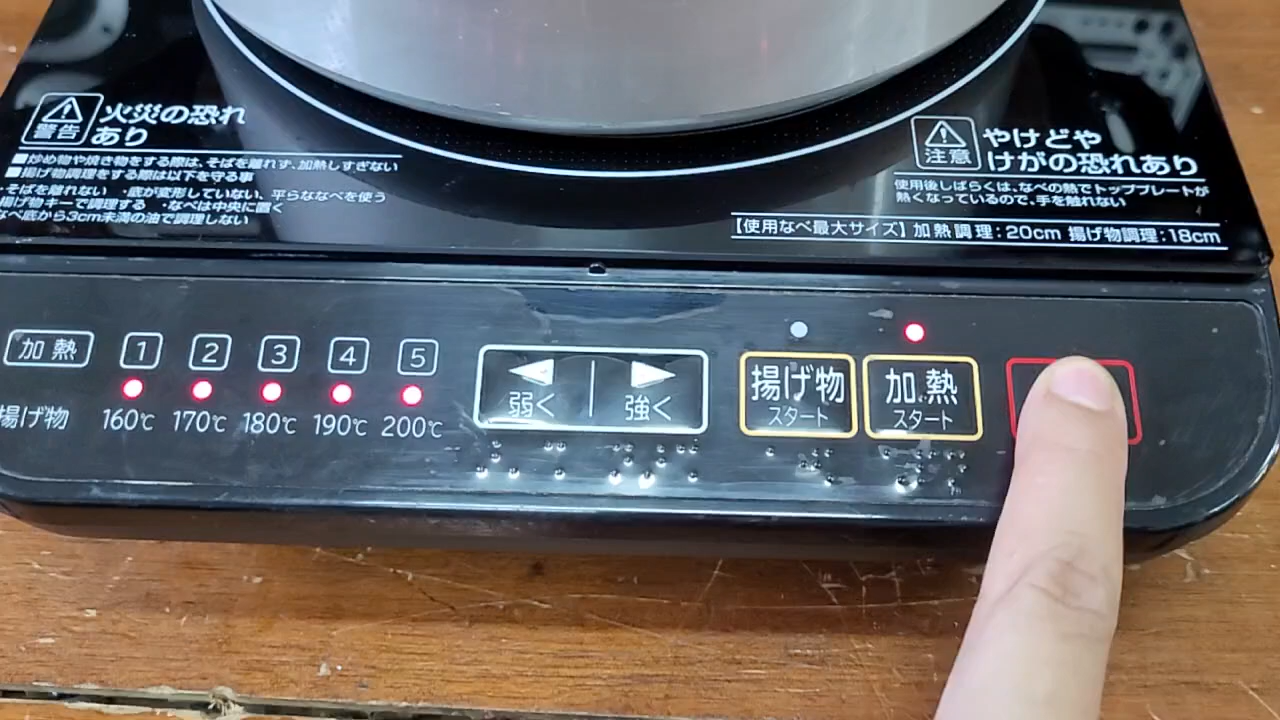 警告
火災の恐れ
あり
■炒め物や焼き物をする際は、そばを離れず、加熱しすぎない
■揚げ物調理をする際は以下を守る事
・そばを離れない ・底が変形していない、平らななべを使う
揚げ物キーで調理する ・なべは中央に置く
なべ底から3cm未満の油で調理しない
注意
やけどや
けがの恐れあり
使用後しばらくは、なべの熱でトッププレートが
熱くなっているので、手を触れない
【使用なべ最大サイズ】加熱調理:20cm 揚げ物調理:18cm
加熱 1 2 3 4 5
揚げ物 160℃ 170℃ 180℃ 190℃ 200℃
弱く 強く
揚げ物
スタート
加熱
スタート